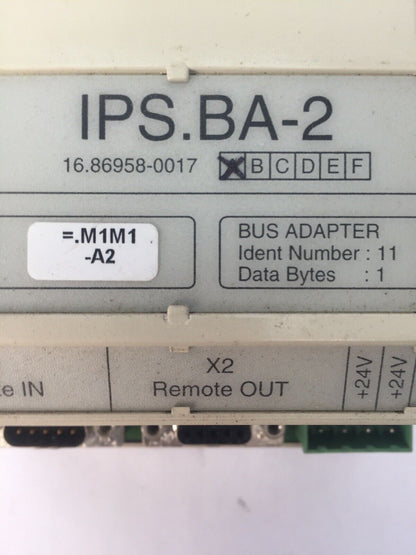 IPS.BA-2
16.86958-0017 A B C D E F
=.M1M1
-A2
BUS ADAPTER
Ident Number : 11
Data Bytes : 1
IN
X2
Remote OUT
+24V
+24V